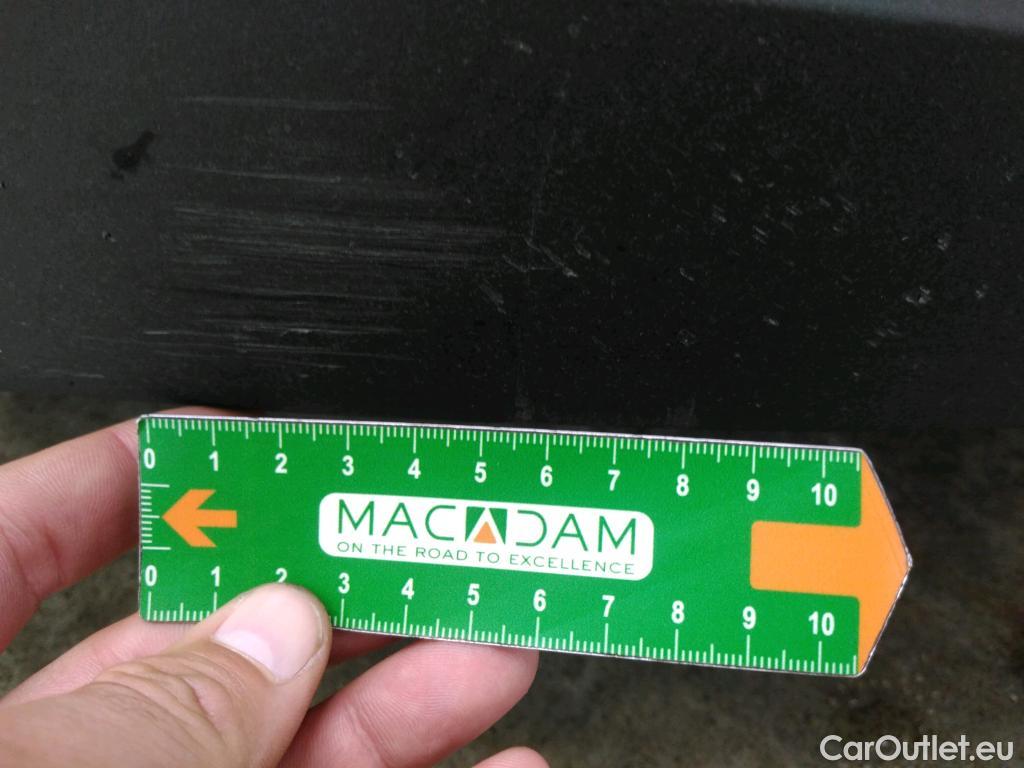 0 1 2 3 4 5 6 7 8 9 10
MACADAM
ON THE ROAD TO EXCELLENCE
0 1 2 3 4 5 6 7 8 9 10
CarOutlet.eu